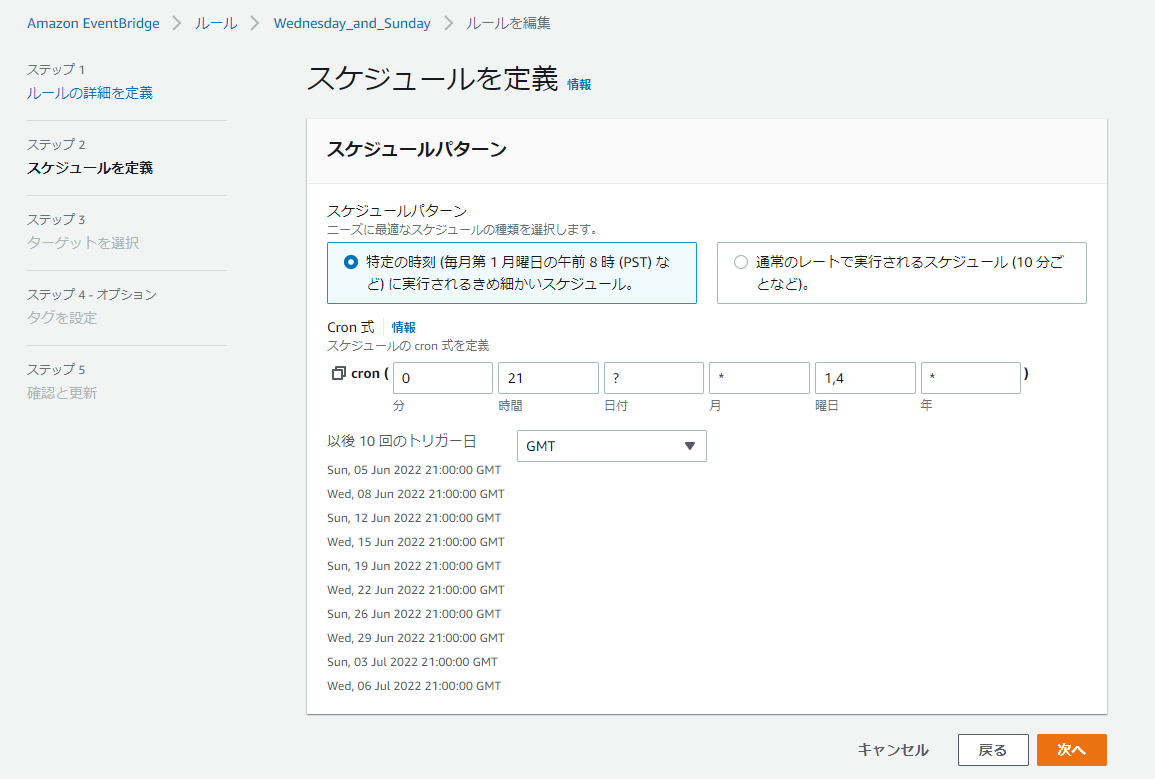 Amazon EventBridge > ルール > Wednesday_and_Sunday > ルールを編集
ステップ 1
ルールの詳細を定義
ステップ 2
スケジュールを定義
ステップ 3
ターゲットを選択
ステップ 4 - オプション
タグを設定
ステップ 5
確認と更新
スケジュールを定義 情報
スケジュールパターン
スケジュールパターン
ニーズに最適なスケジュールの種類を選択します。
特定の時刻 (毎月第 1 月曜日の午前 8 時 (PST) な
ど) に実行されるきめ細かいスケジュール。
通常のレートで実行されるスケジュール (10 分ご
となど)。
Cron 式 情報
スケジュールの cron 式を定義
cron ( 0 21 ? * 1,4 * )
分 時間 日付 月 曜日 年
以後 10 回のトリガー日 GMT
Sun, 05 Jun 2022 21:00:00 GMT
Wed, 08 Jun 2022 21:00:00 GMT
Sun, 12 Jun 2022 21:00:00 GMT
Wed, 15 Jun 2022 21:00:00 GMT
Sun, 19 Jun 2022 21:00:00 GMT
Wed, 22 Jun 2022 21:00:00 GMT
Sun, 26 Jun 2022 21:00:00 GMT
Wed, 29 Jun 2022 21:00:00 GMT
Sun, 03 Jul 2022 21:00:00 GMT
Wed, 06 Jul 2022 21:00:00 GMT
キャンセル 戻る 次へ